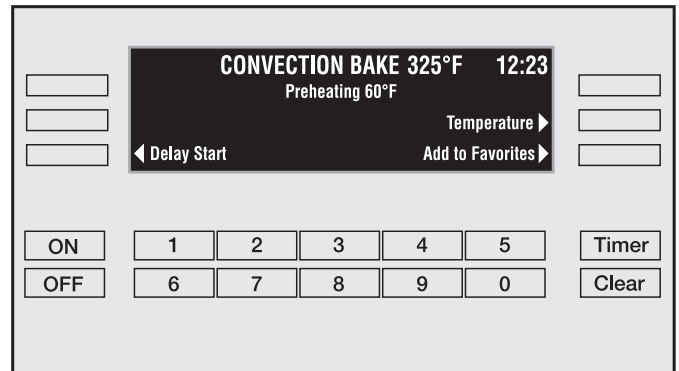 CONVECTION BAKE 325°F 12:23
Preheating 60°F
Temperature
Delay Start Add to Favorites
ON 1 2 3 4 5 Timer
OFF 6 7 8 9 0 Clear